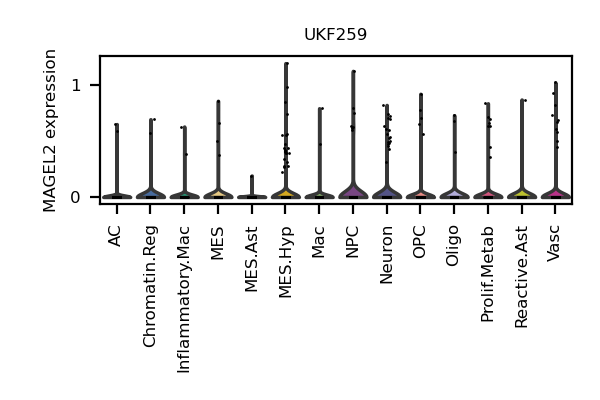 UKF259
MAGEL2 expression
1
0
AC
Chromatin.Reg
Inflammatory.Mac
MES
MES.Ast
MES.Hyp
Mac
NPC
Neuron
OPC
Oligo
Prolif.Metab
Reactive.Ast
Vasc